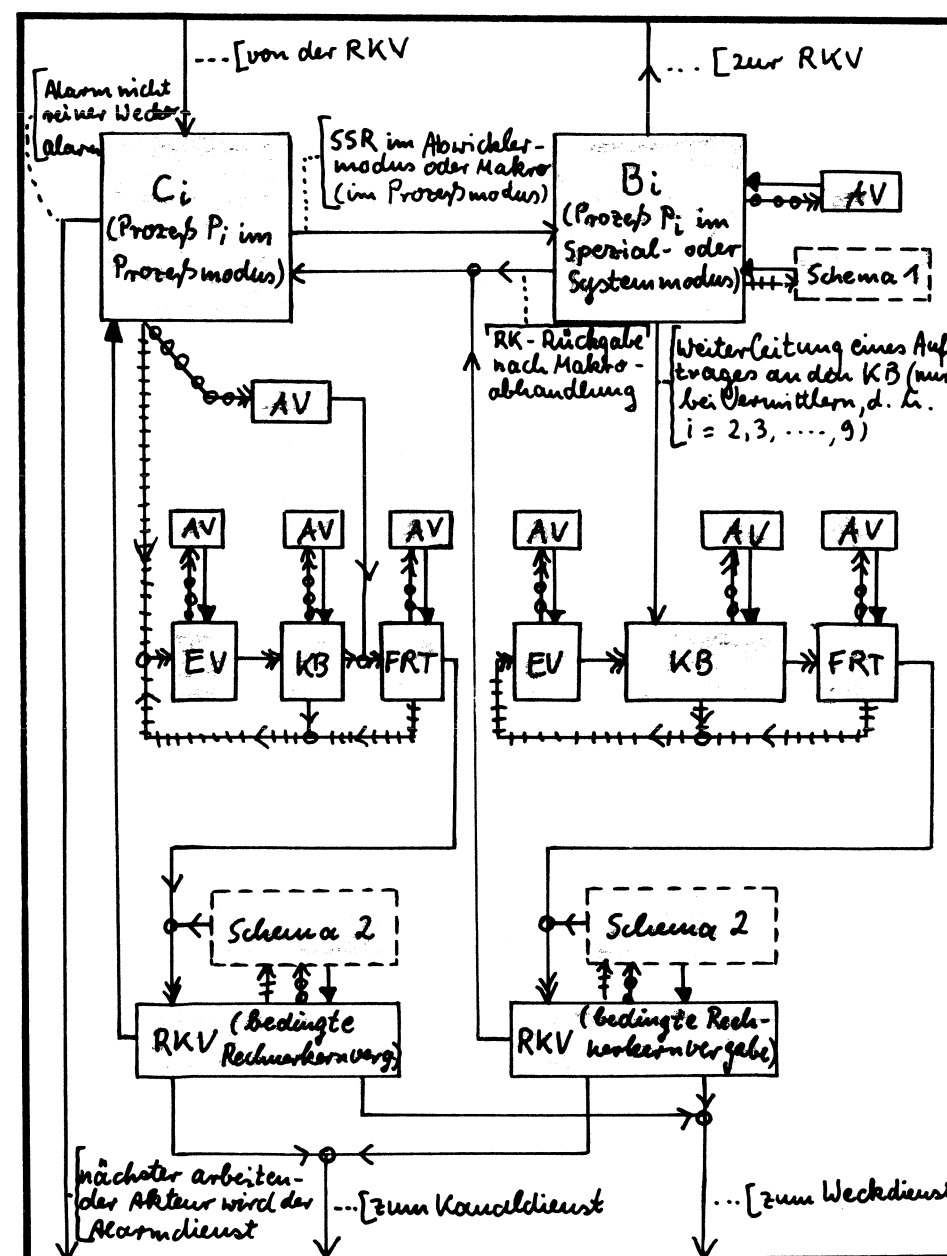 ...[von der RKV
...[zur RKV
Alarm nicht
reiner Wecker
alarm
SSR im Abwickler-
modus oder Makro
(im Prozeßmodus)
Ci
(Prozeß Pi im
Prozeßmodus)
Bi
(Prozeß Pi im
Spezial- oder
Systemmodus)
AV
Schema 1
RK-Rückgabe
nach Makro-
abhandlung
Weiterleitung eines Auf
trages an den KB (nur
bei Vermittlern, d.h.
i = 2,3, ...., 9)
AV
AV
AV
AV
AV
AV
AV
EV
KB
FRT
EV
KB
FRT
Schema 2
Schema 2
RKV (bedingte
Rechnerkernverg)
RKV (bedingte Rech-
nerkernvergabe)
nächster arbeiten-
der Akteur wird der
Alarmdienst
...[zum Kanaldienst
...[zum Weckdienst